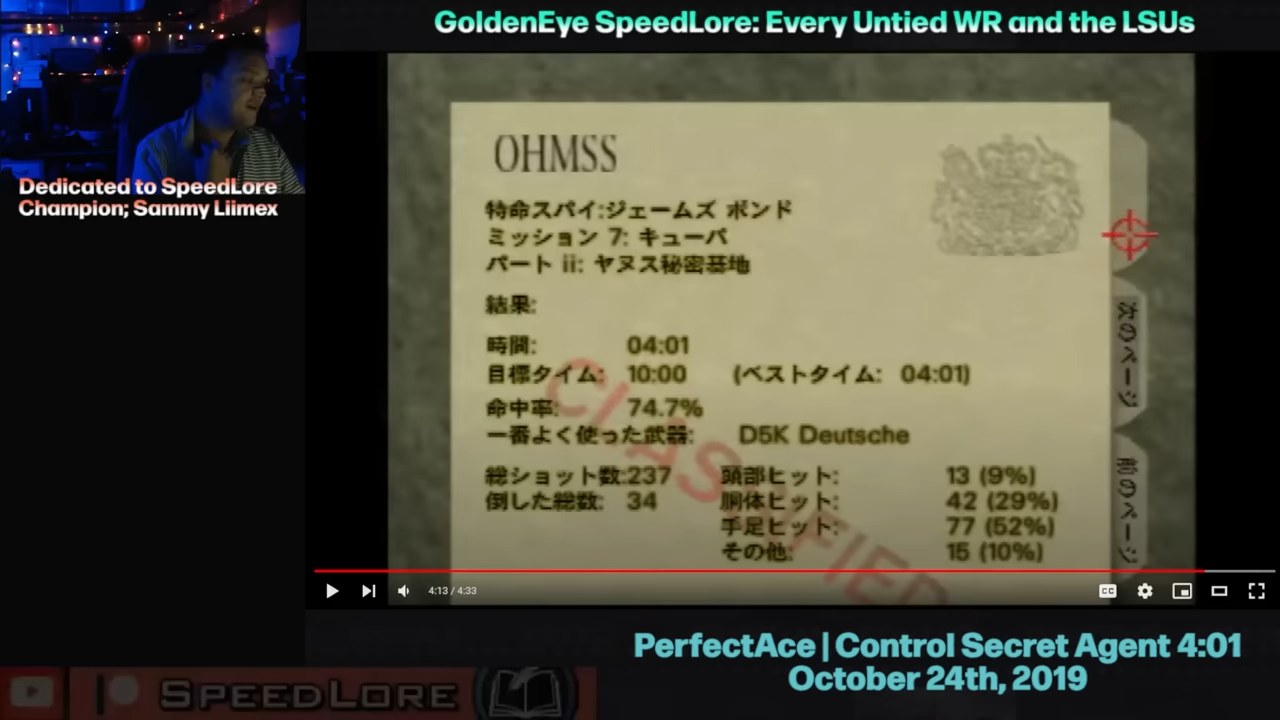 GoldenEye SpeedLore: Every Untied WR and the LSUs
Dedicated to SpeedLore
Champion; Sammy Liimex
OHMSS
特命スパイ:ジェームズ ボンド
ミッション 7: キューバ
パート ii: ヤヌス秘密基地
結果:
時間: 04:01
目標タイム: 10:00 (ベストタイム: 04:01)
命中率: 74.7%
一番よく使った武器: D5K Deutsche
総ショット数:237 頭部ヒット: 13 (9%)
倒した総数: 34 胴体ヒット: 42 (29%)
手足ヒット: 77 (52%)
その他: 15 (10%)
CLASSIFIED
次のページ
前のページ
4:13 / 4:33
CC
PerfectAce | Control Secret Agent 4:01
October 24th, 2019
SPEEDLORE